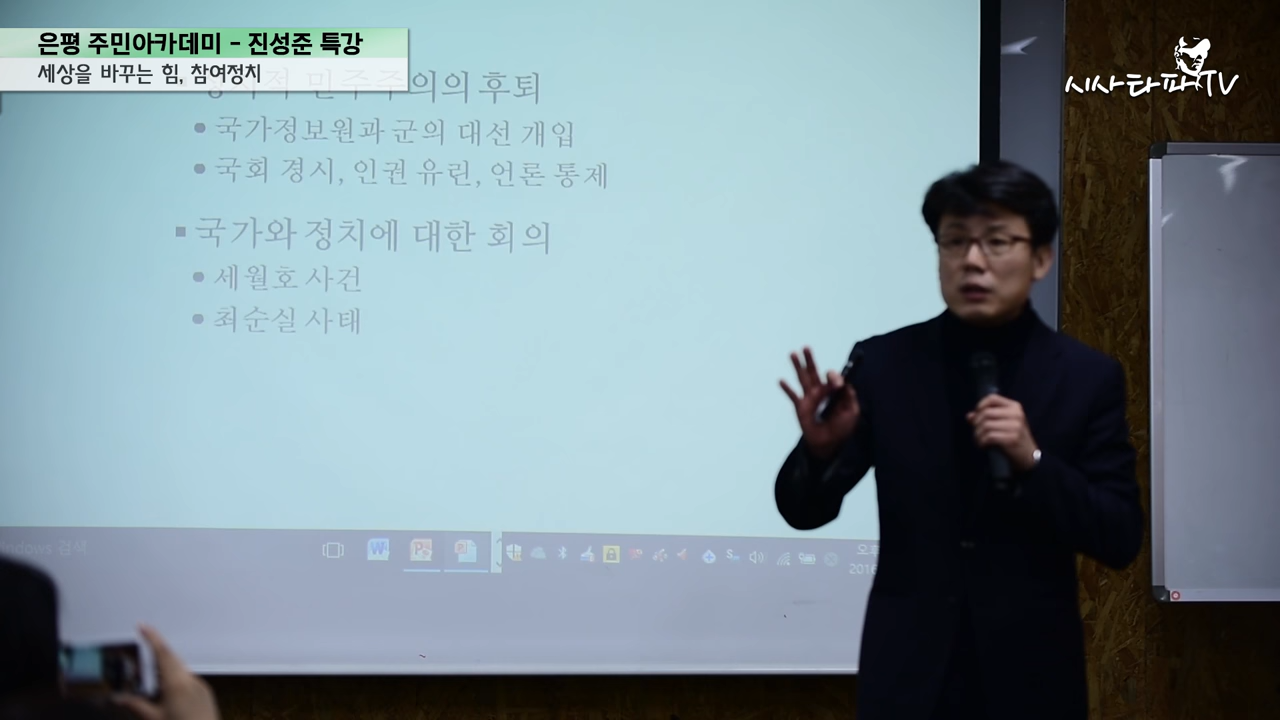 은평 주민아카데미 - 진성준 특강
세상을 바꾸는 힘, 참여정치
시사타파TV
민주주의의 후퇴
• 국가정보원과 군의 대선 개입
• 국회 경시, 인권 유린, 언론 통제
▪ 국가와 정치에 대한 회의
• 세월호 사건
• 최순실 사태